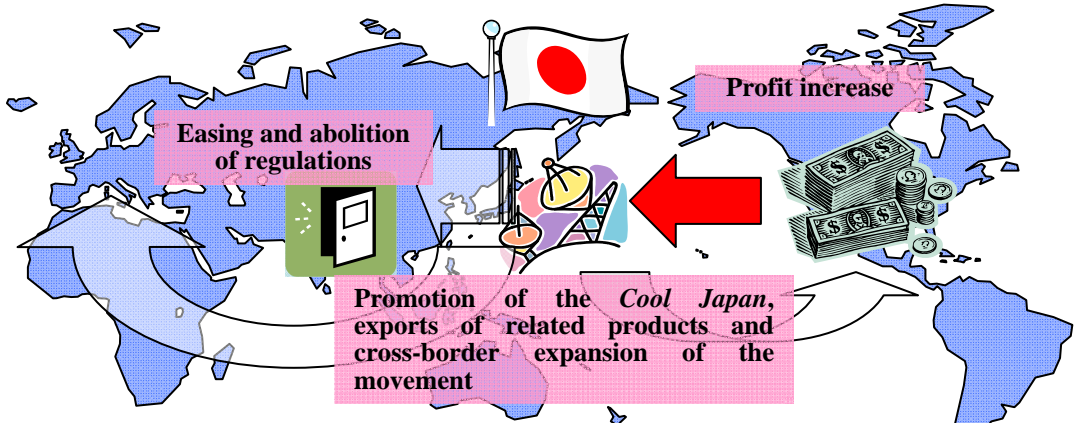 Profit increase
Easing and abolition
of regulations
Promotion of the Cool Japan,
exports of related products and
cross-border expansion of the
movement